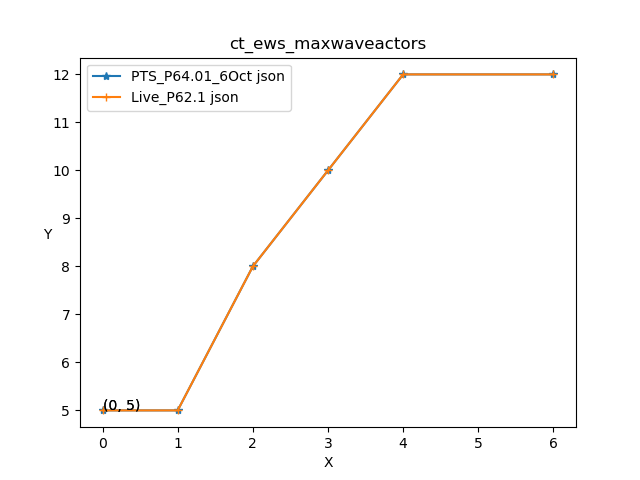 ct_ews_maxwaveactors
PTS_P64.01_6Oct json
Live_P62.1 json
12
11
10
9
8
7
6
5
Y
(0, 5)
0 1 2 3 4 5 6
X